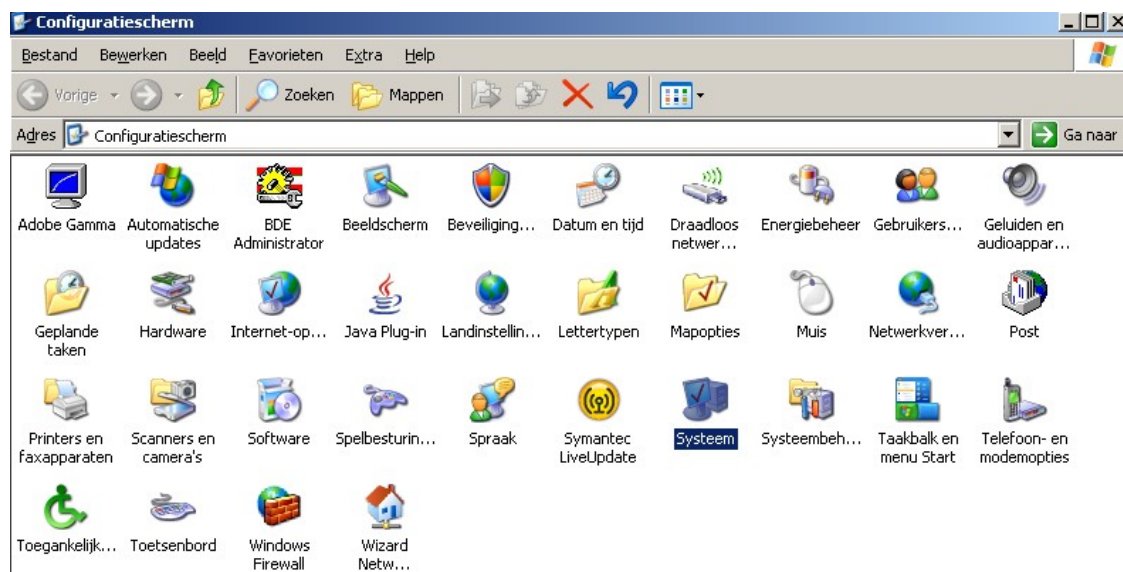 Configuratiescherm
Bestand Bewerken Beeld Favorieten Extra Help
Vorige Zoeken Mappen
Adres Configuratiescherm Ga naar
Adobe Gamma Automatische updates BDE Administrator Beeldscherm Beveiliging... Datum en tijd Draadloos netwer... Energiebeheer Gebruikers... Geluiden en audioappar...
Geplande taken Hardware Internet-op... Java Plug-in Landinstellin... Lettertypen Mapopties Muis Netwerkver... Post
Printers en faxapparaten Scanners en camera's Software Spelbesturin... Spraak Symantec LiveUpdate Systeem Systeembeh... Taakbalk en menu Start Telefoon- en modemopties
Toegankelijk... Toetsenbord Windows Firewall Wizard Netw...